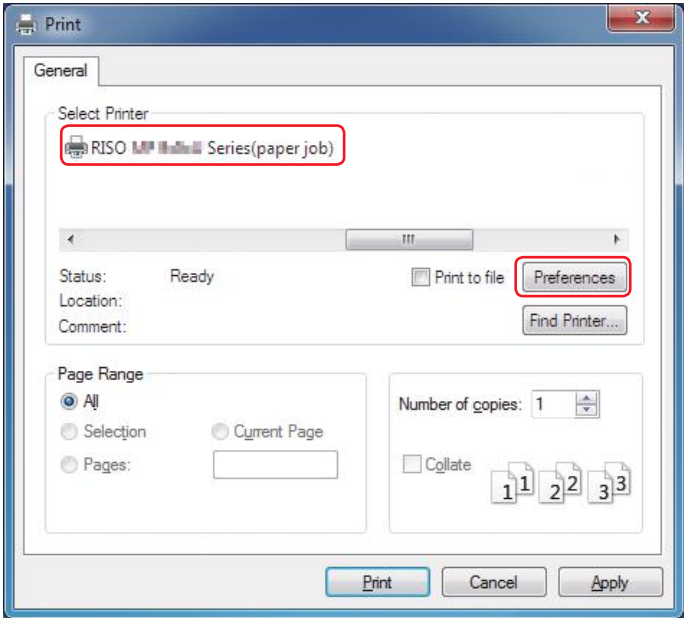 Print
General
Select Printer
RISO Series(paper job)
Status: Ready
Print to file
Preferences
Location:
Comment:
Find Printer...
Page Range
All
Selection
Current Page
Pages:
Number of copies: 1
Collate
1 1 2 2 3 3
Print
Cancel
Apply